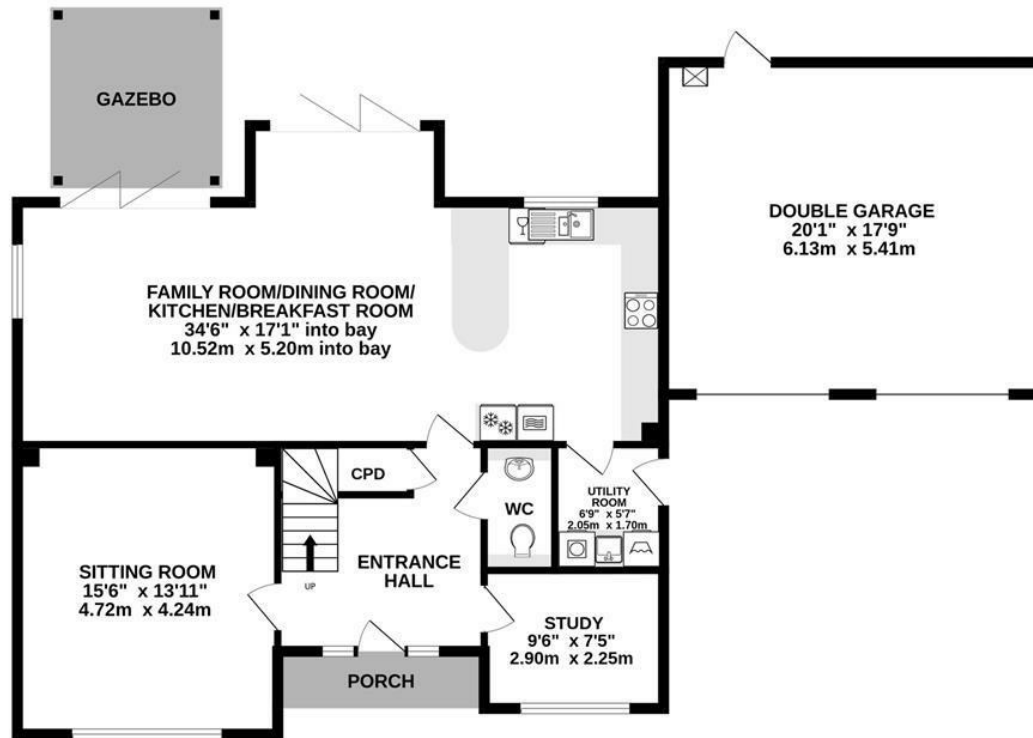 GAZEBO
DOUBLE GARAGE
20'1" x 17'9"
6.13m x 5.41m
FAMILY ROOM/DINING ROOM/
KITCHEN/BREAKFAST ROOM
34'6" x 17'1" into bay
10.52m x 5.20m into bay
CPD
WC
UTILITY
ROOM
6'9" x 5'7"
2.05m x 1.70m
SITTING ROOM
15'6" x 13'11"
4.72m x 4.24m
UP
ENTRANCE
HALL
STUDY
9'6" x 7'5"
2.90m x 2.25m
PORCH